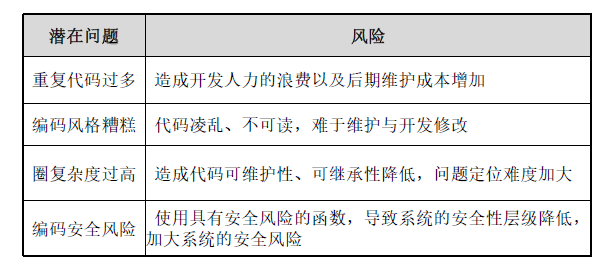 潜在问题 风险
重复代码过多 造成开发人力的浪费以及后期维护成本增加
编码风格糟糕 代码凌乱、不可读，难于维护与开发修改
圈复杂度过高 造成代码可维护性、可继承性降低，问题定位难度加大
编码安全风险 使用具有安全风险的函数，导致系统的安全性层级降低，
加大系统的安全风险